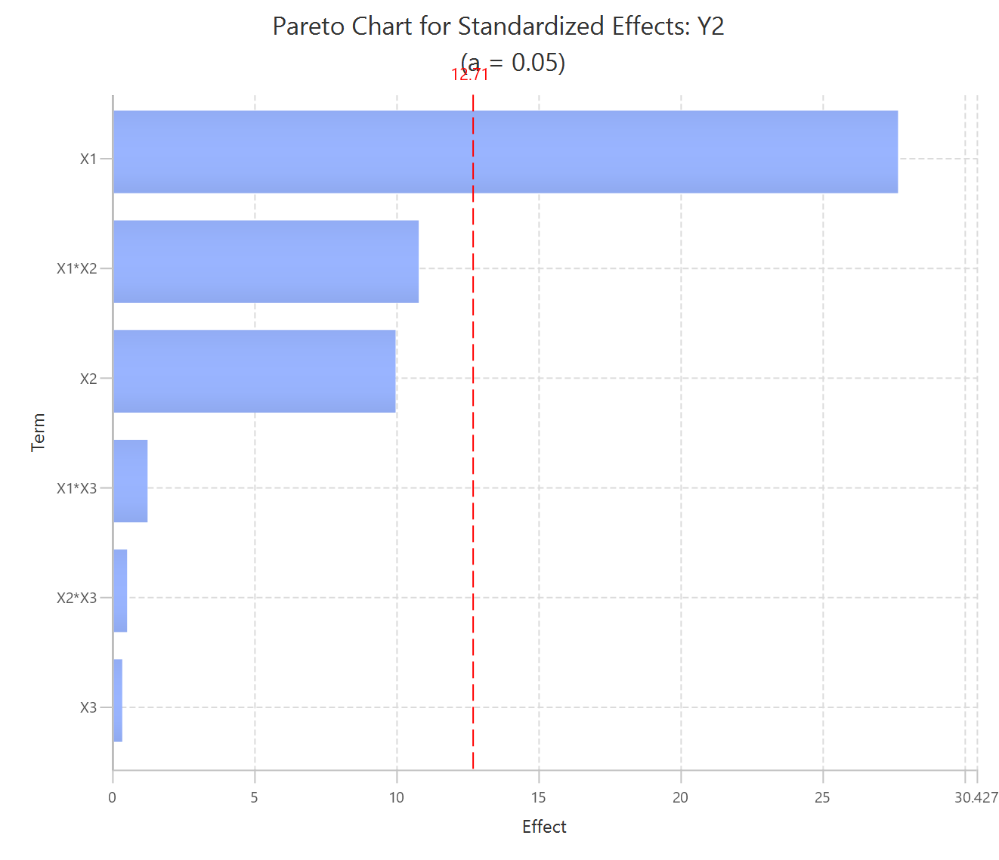 Pareto Chart for Standardized Effects: Y2
(a = 0.05)
12.71
X1
X1*X2
X2
Term
X1*X3
X2*X3
X3
0 5 10 15 20 25 30.427
Effect